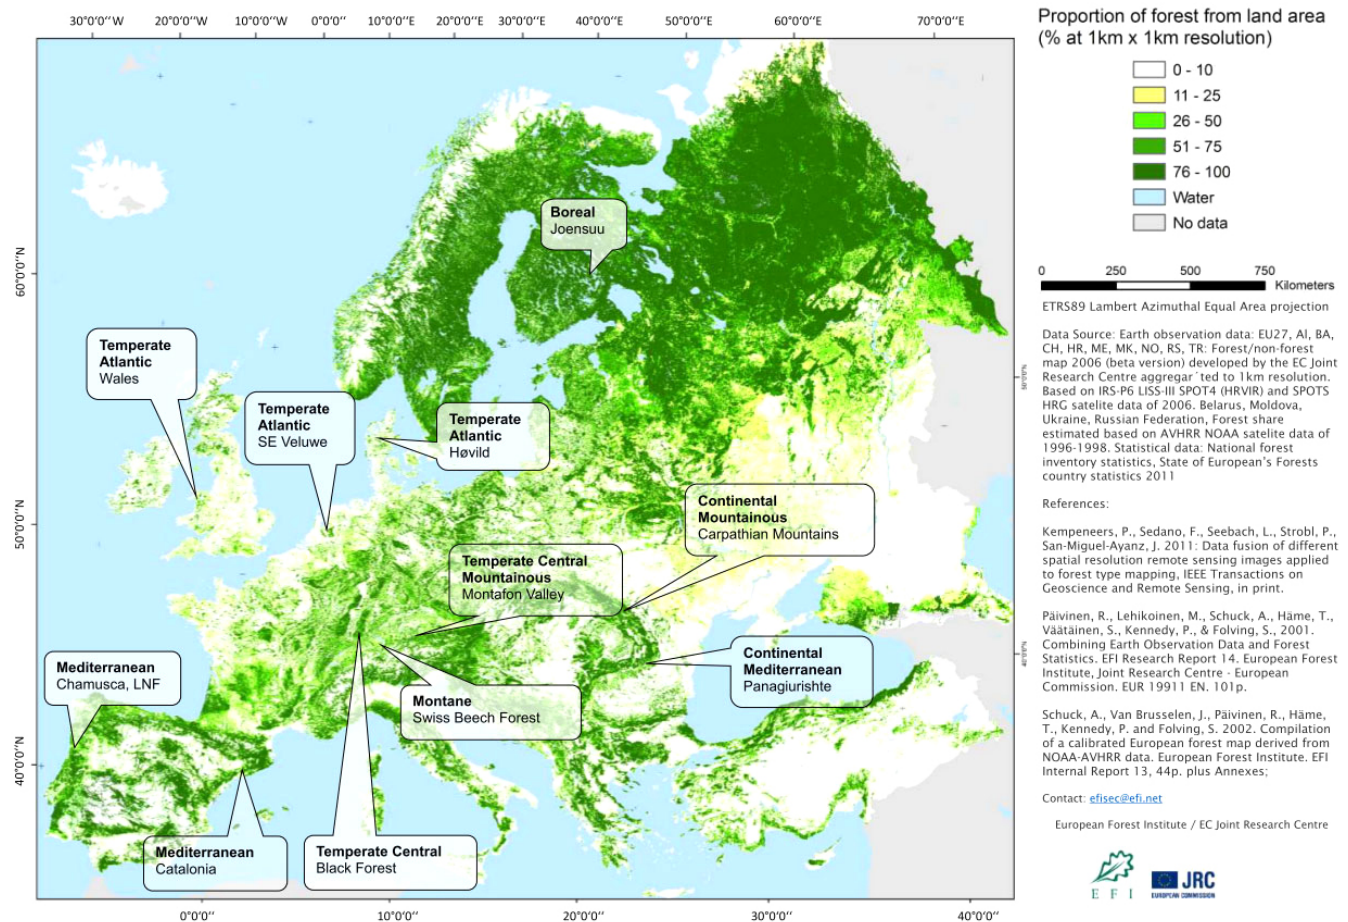 30°0'0"W 20°0'0"W 10°0'0"W 0°0'0" 10°0'0"E 20°0'0"E 30°0'0"E 40°0'0"E 50°0'0"E 60°0'0"E 70°0'0"E
Proportion of forest from land area
(% at 1km x 1km resolution)
0 - 10
11 - 25
26 - 50
51 - 75
76 - 100
Water
No data
0 250 500 750
Kilometers
ETRS89 Lambert Azimuthal Equal Area projection
Data Source: Earth observation data: EU27, Al, BA,
CH, HR, ME, MK, NO, RS, TR: Forest/non-forest
map 2006 (beta version) developed by the EC Joint
Research Centre aggregar´ted to 1km resolution.
Based on IRS-P6 LISS-III SPOT4 (HRVIR) and SPOTS
HRG satelite data of 2006. Belarus, Moldova,
Ukraine, Russian Federation, Forest share
estimated based on AVHRR NOAA satelite data of
1996-1998. Statistical data: National forest
inventory statistics, State of European's Forests
country statistics 2011
References:
Kempeneers, P., Sedano, F., Seebach, L., Strobl, P.,
San-Miguel-Ayanz, J. 2011: Data fusion of different
spatial resolution remote sensing images applied
to forest type mapping, IEEE Transactions on
Geoscience and Remote Sensing, in print.
Päivinen, R., Lehikoinen, M., Schuck, A., Häme, T.,
Väätäinen, S., Kennedy, P., & Folving, S., 2001.
Combining Earth Observation Data and Forest
Statistics. EFI Research Report 14. European Forest
Institute, Joint Research Centre - European
Commission. EUR 19911 EN. 101p.
Schuck, A., Van Brusselen, J., Päivinen, R., Häme,
T., Kennedy, P. and Folving, S. 2002. Compilation
of a calibrated European forest map derived from
NOAA-AVHRR data. European Forest Institute. EFI
Internal Report 13, 44p. plus Annexes;
Contact: efisec@efi.net
European Forest Institute / EC Joint Research Centre
EFI
JRC
EUROPEAN COMMISSION
60°0'0"N
50°0'0"N
40°0'0"N
50°0'0"N
40°0'0"N
Boreal
Joensuu
Temperate
Atlantic
Wales
Temperate
Atlantic
SE Veluwe
Temperate
Atlantic
Høvild
Continental
Mountainous
Carpathian Mountains
Temperate Central
Mountainous
Montafon Valley
Continental
Mediterranean
Panagiurishte
Mediterranean
Chamusca, LNF
Montane
Swiss Beech Forest
Mediterranean
Catalonia
Temperate Central
Black Forest
0°0'0" 10°0'0"E 20°0'0"E 30°0'0"E 40°0'0"E